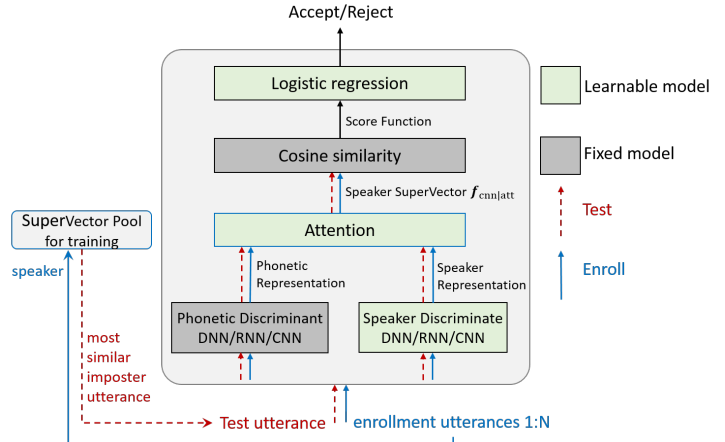 Accept/Reject
Logistic regression
Learnable model
Score Function
Cosine similarity
Fixed model
Speaker SuperVector f cnn|att
Test
SuperVector Pool
for training
Attention
speaker
Phonetic
Representation
Speaker
Representation
Enroll
Phonetic Discriminant
DNN/RNN/CNN
Speaker Discriminate
DNN/RNN/CNN
most
similar
imposter
utterance
Test utterance
enrollment utterances 1:N